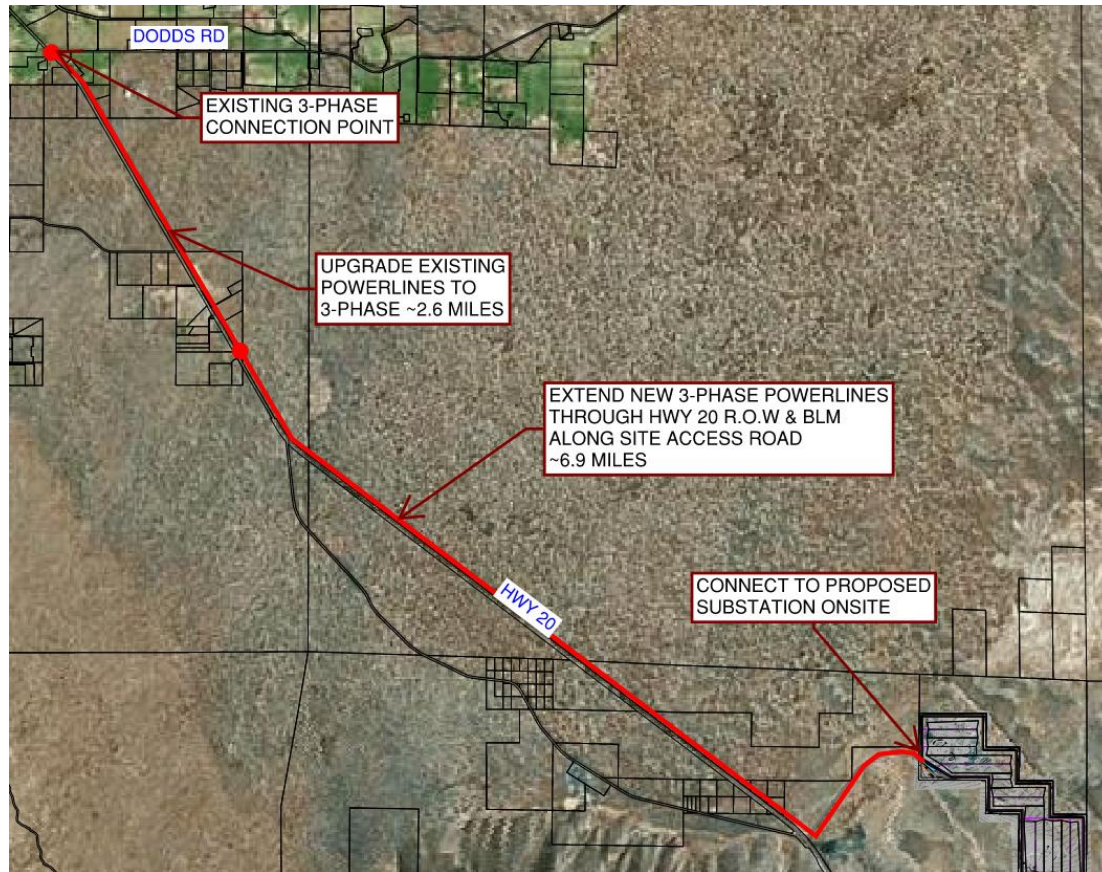 DODDS RD
EXISTING 3-PHASE
CONNECTION POINT
UPGRADE EXISTING
POWERLINES TO
3-PHASE ~2.6 MILES
EXTEND NEW 3-PHASE POWERLINES
THROUGH HWY 20 R.O.W & BLM
ALONG SITE ACCESS ROAD
~6.9 MILES
HWY 20
CONNECT TO PROPOSED
SUBSTATION ONSITE